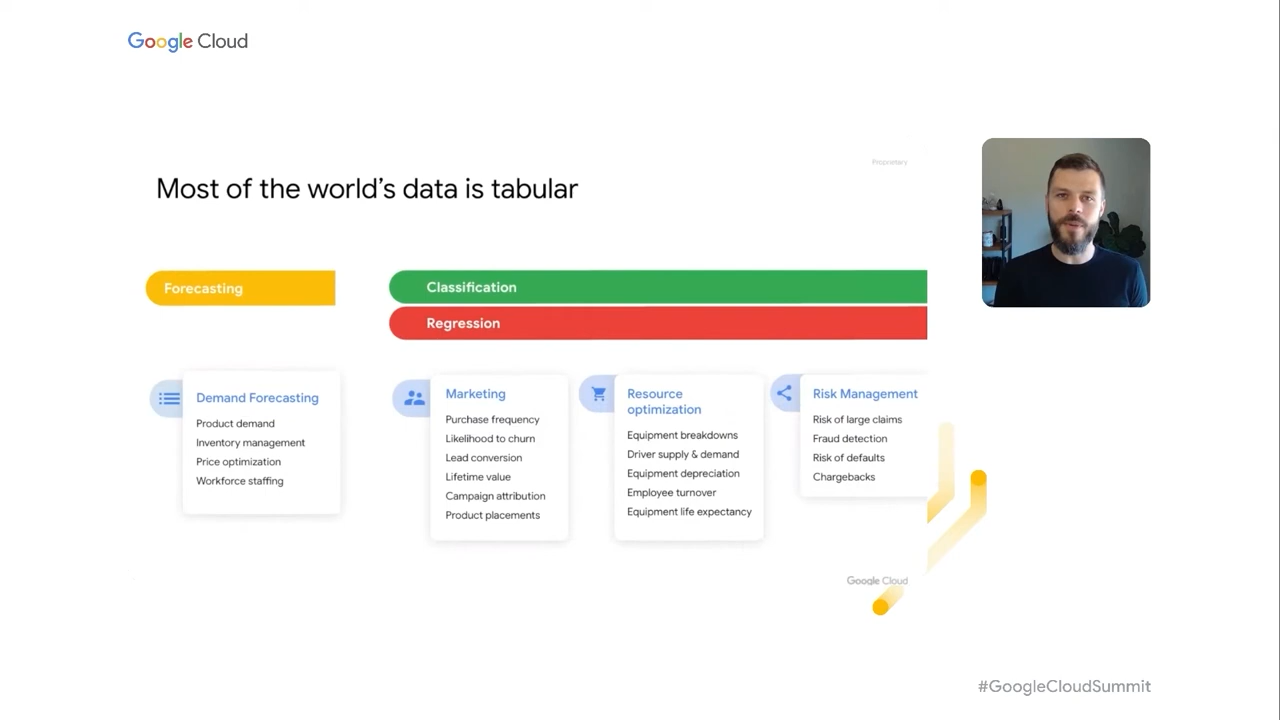 Google Cloud
Proprietary
Most of the world's data is tabular
Forecasting
Classification
Regression
Demand Forecasting
Product demand
Inventory management
Price optimization
Workforce staffing
Marketing
Purchase frequency
Likelihood to churn
Lead conversion
Lifetime value
Campaign attribution
Product placements
Resource
optimization
Equipment breakdowns
Driver supply & demand
Equipment depreciation
Employee turnover
Equipment life expectancy
Risk Management
Risk of large claims
Fraud detection
Risk of defaults
Chargebacks
Google Cloud
#GoogleCloudSummit